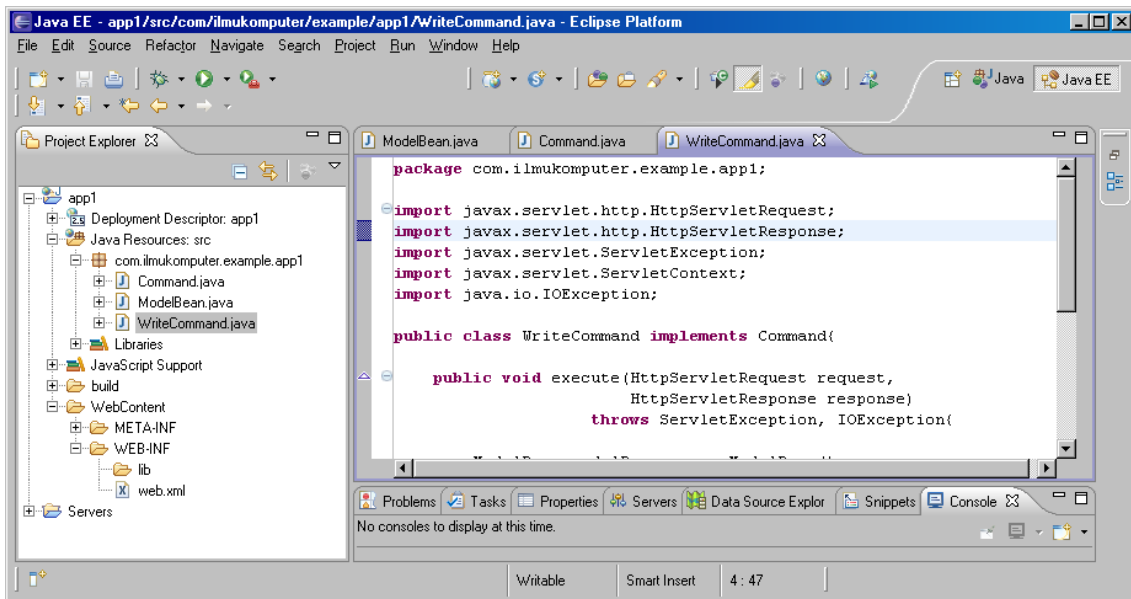 Java EE - app1/src/com/ilmukomputer/example/app1/WriteCommand.java - Eclipse Platform
File Edit Source Refactor Navigate Search Project Run Window Help
Java Java EE
Project Explorer
app1
Deployment Descriptor: app1
Java Resources: src
com.ilmukomputer.example.app1
Command.java
ModelBean.java
WriteCommand.java
Libraries
JavaScript Support
build
WebContent
META-INF
WEB-INF
lib
web.xml
Servers
ModelBean.java Command.java WriteCommand.java
package com.ilmukomputer.example.app1;
import javax.servlet.http.HttpServletRequest;
import javax.servlet.http.HttpServletResponse;
import javax.servlet.ServletException;
import javax.servlet.ServletContext;
import java.io.IOException;
public class WriteCommand implements Command{
public void execute(HttpServletRequest request,
HttpServletResponse response)
throws ServletException, IOException{
Problems Tasks Properties Servers Data Source Explor Snippets Console
No consoles to display at this time.
Writable Smart Insert 4 : 47